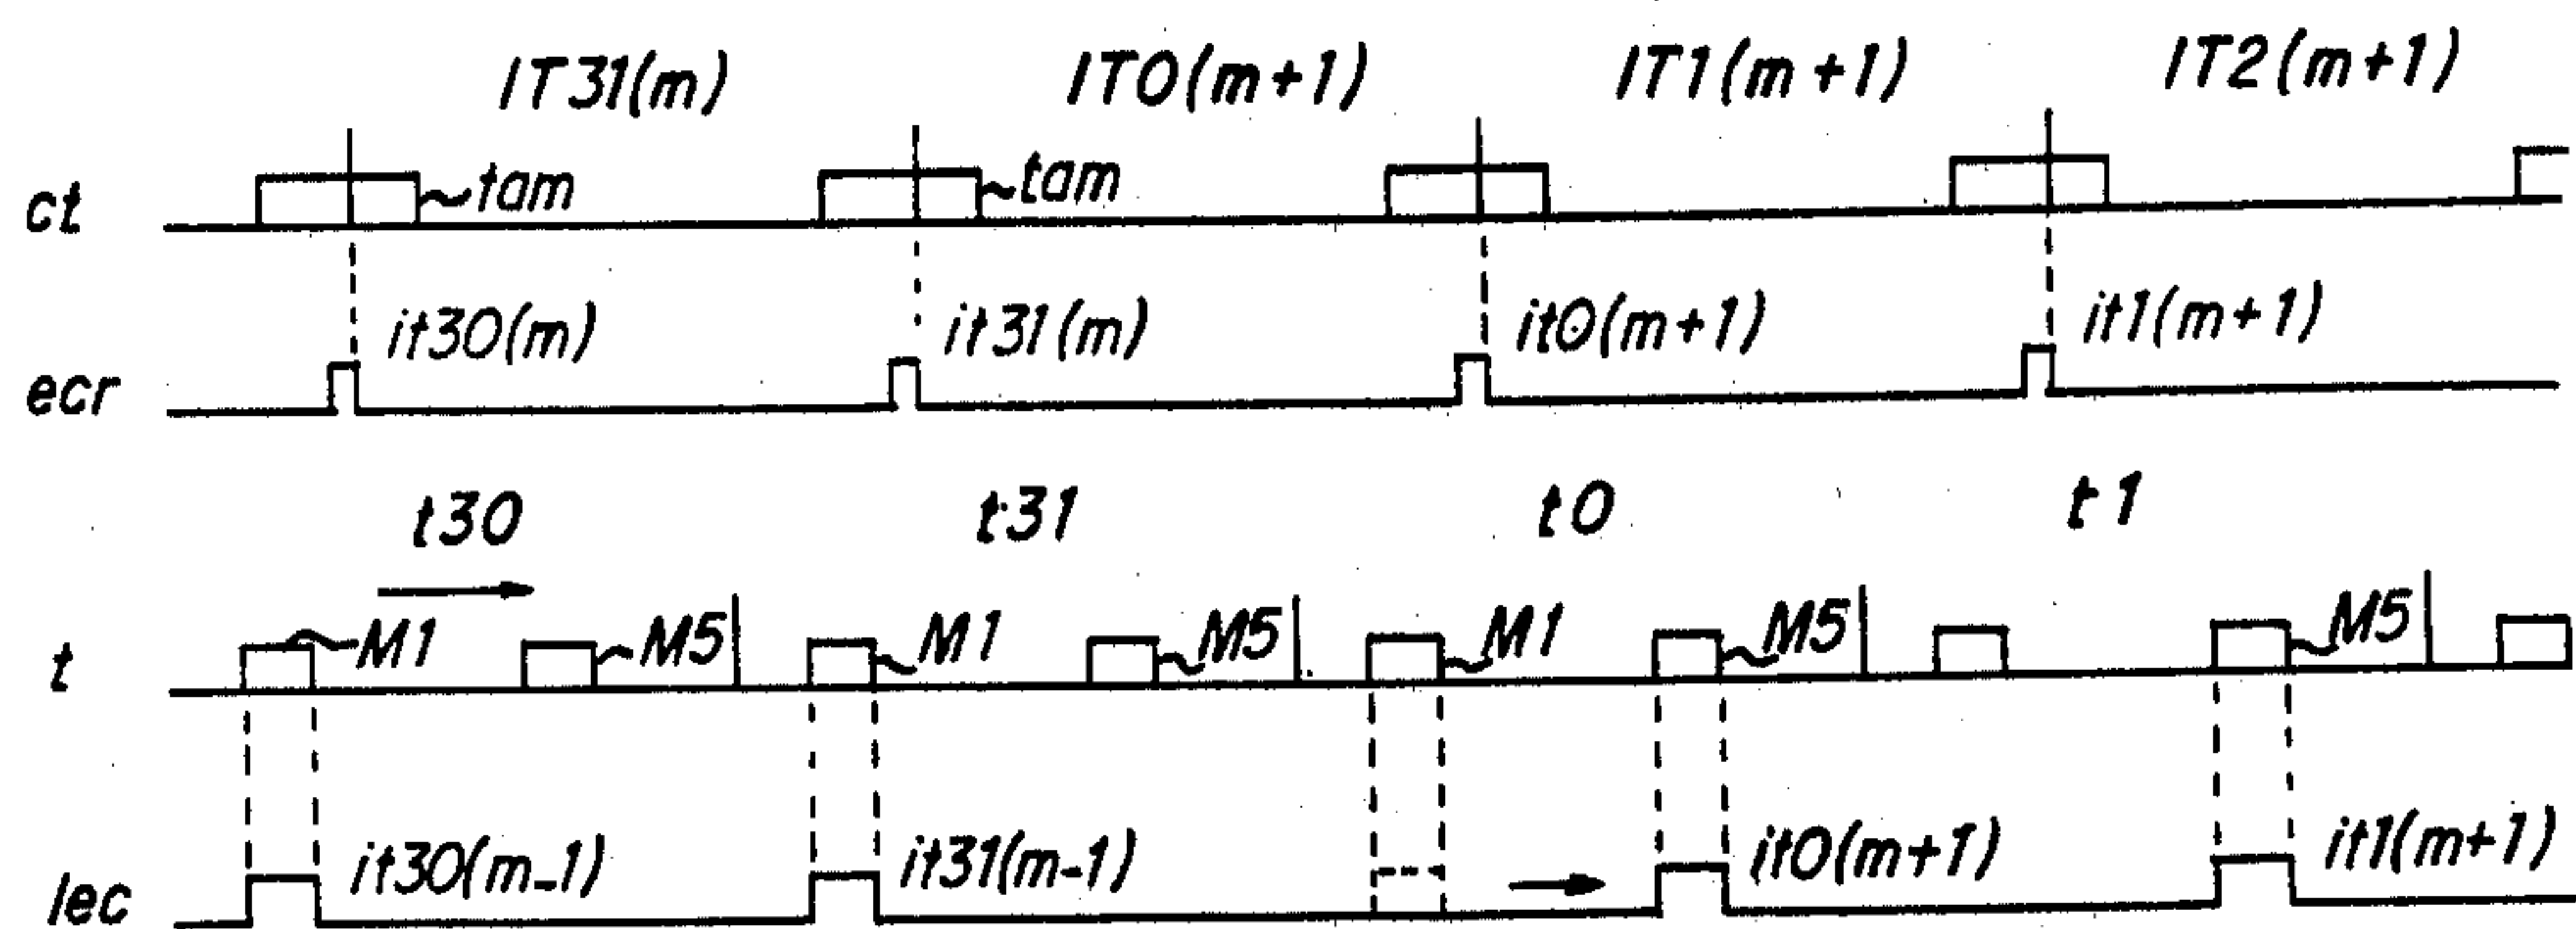 IT31(m) IT0(m+1) IT1(m+1) IT2(m+1)
ct tam tam
it30(m) it31(m) it0(m+1) it1(m+1)
ecr
t30 t31 t0 t1
t M1 M5 M1 M5 M1 M5 M5
lec it30(m-1) it31(m-1) it0(m+1) it1(m+1)